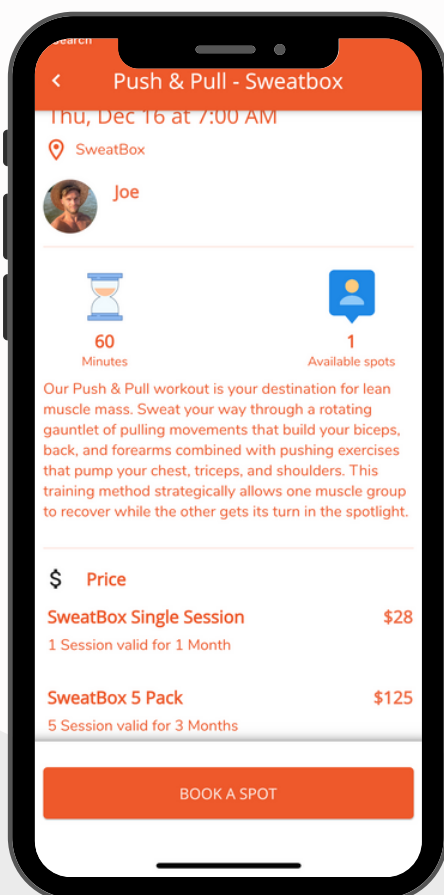 Search
Push & Pull - Sweatbox
Thu, Dec 16 at 7:00 AM
SweatBox
Joe
60
Minutes
1
Available spots
Our Push & Pull workout is your destination for lean
muscle mass. Sweat your way through a rotating
gauntlet of pulling movements that build your biceps,
back, and forearms combined with pushing exercises
that pump your chest, triceps, and shoulders. This
training method strategically allows one muscle group
to recover while the other gets its turn in the spotlight.
$ Price
SweatBox Single Session $28
1 Session valid for 1 Month
SweatBox 5 Pack $125
5 Session valid for 3 Months
BOOK A SPOT